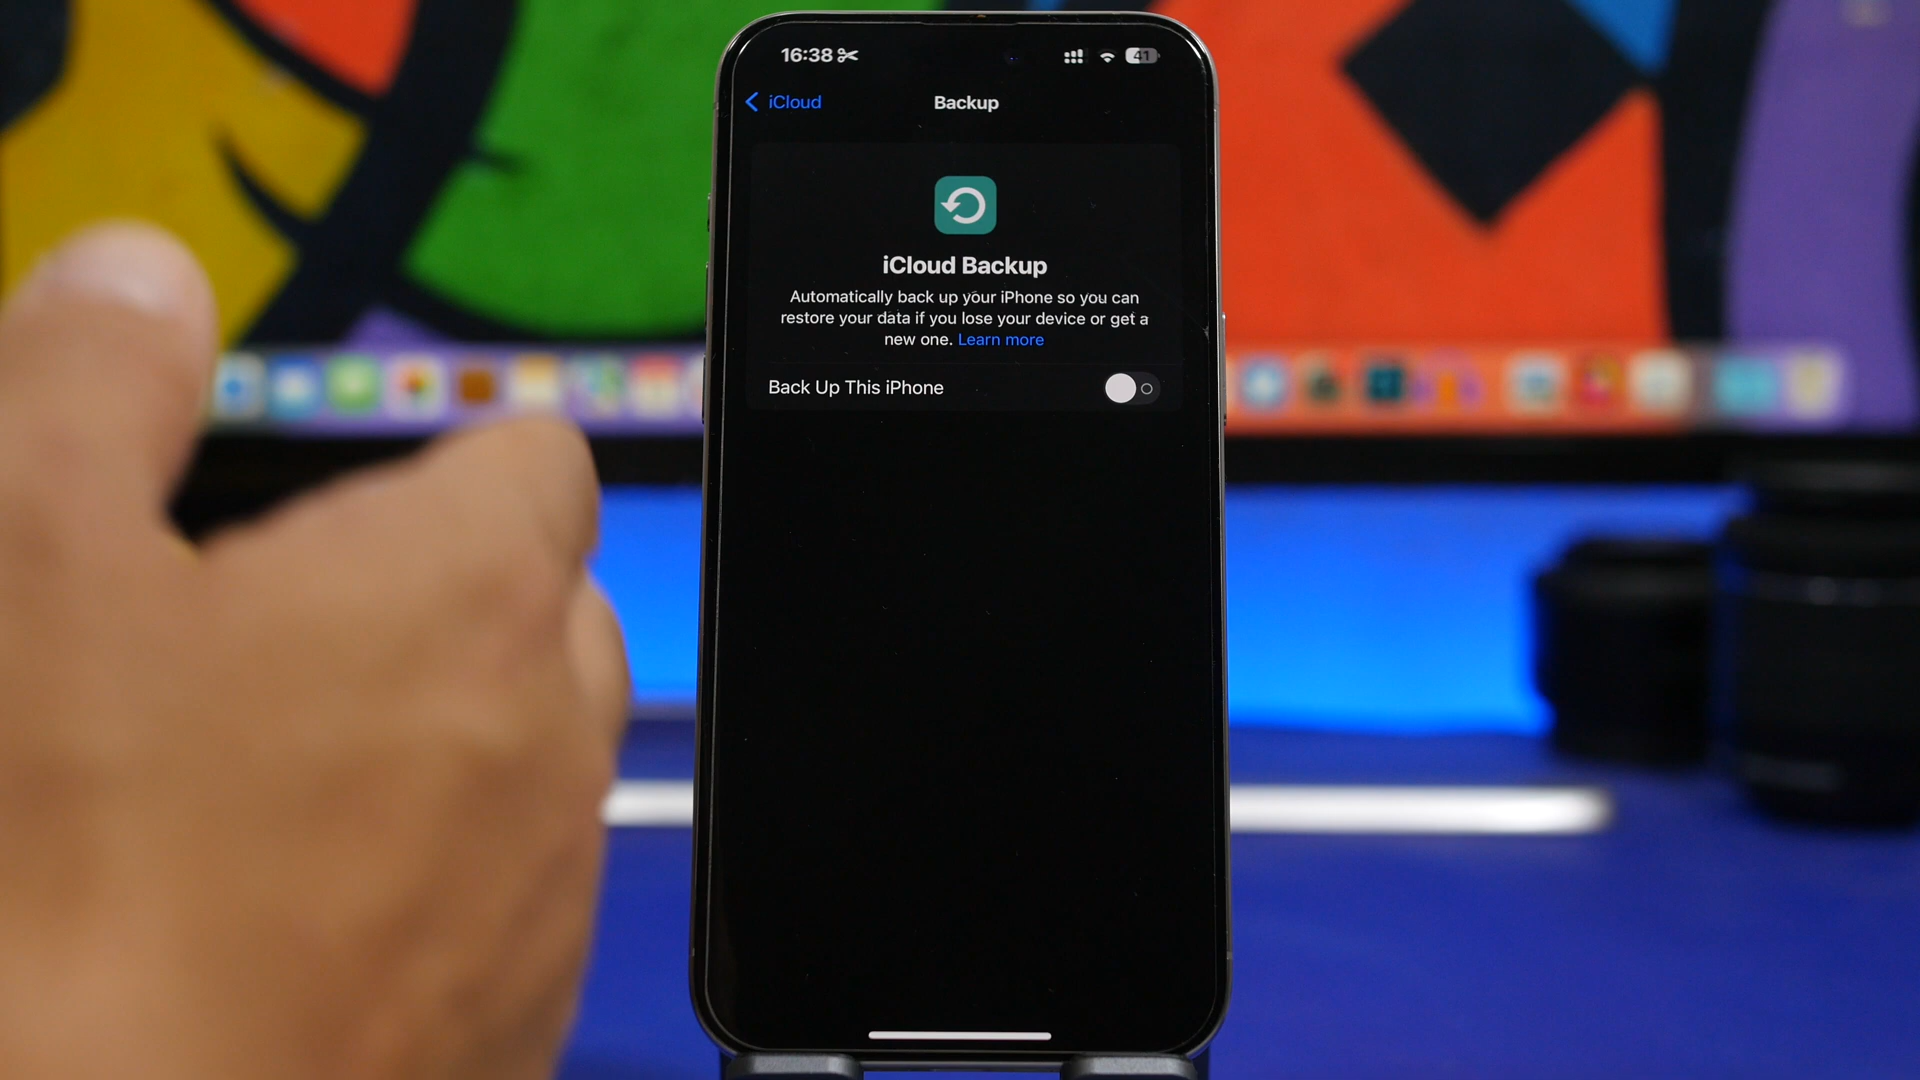 16:38
41
iCloud
Backup
iCloud Backup
Automatically back up your iPhone so you can
restore your data if you lose your device or get a
new one. Learn more
Back Up This iPhone